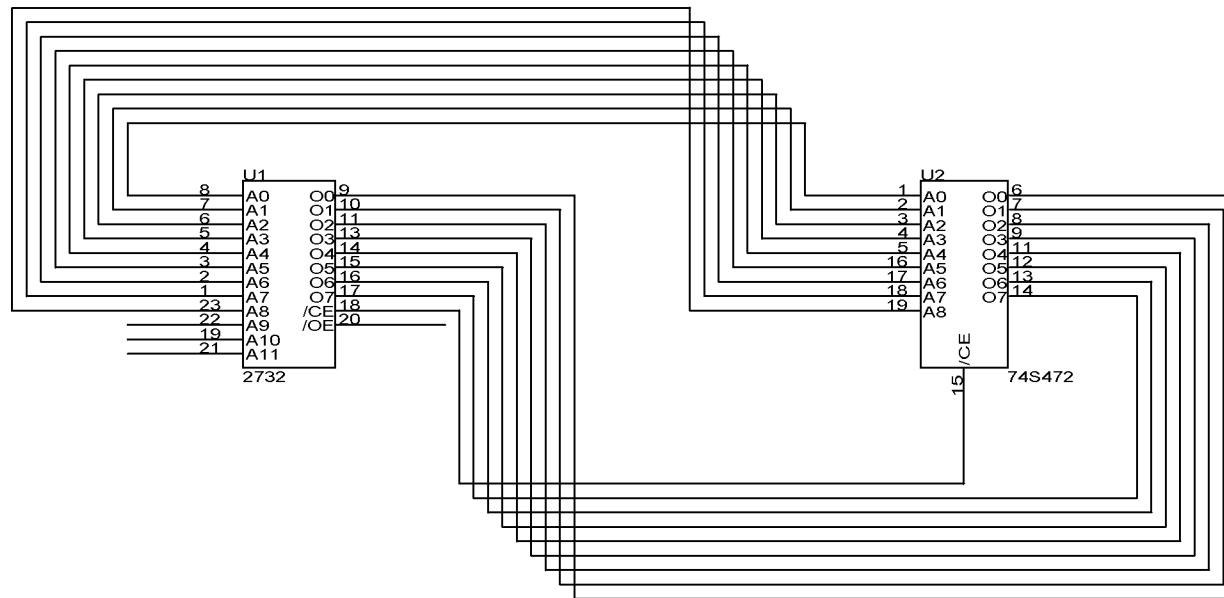 U1 U2
8 A0 O0 9 1 A0 O0 6
7 A1 O1 10 2 A1 O1 7
6 A2 O2 11 3 A2 O2 8
5 A3 O3 13 4 A3 O3 9
4 A4 O4 14 5 A4 O4 11
3 A5 O5 15 16 A5 O5 12
2 A6 O6 16 17 A6 O6 13
1 A7 O7 17 18 A7 O7 14
23 A8 /CE 18 19 A8
22 A9 /OE 20
19 A10
21 A11
/CE
15
2732 74S472